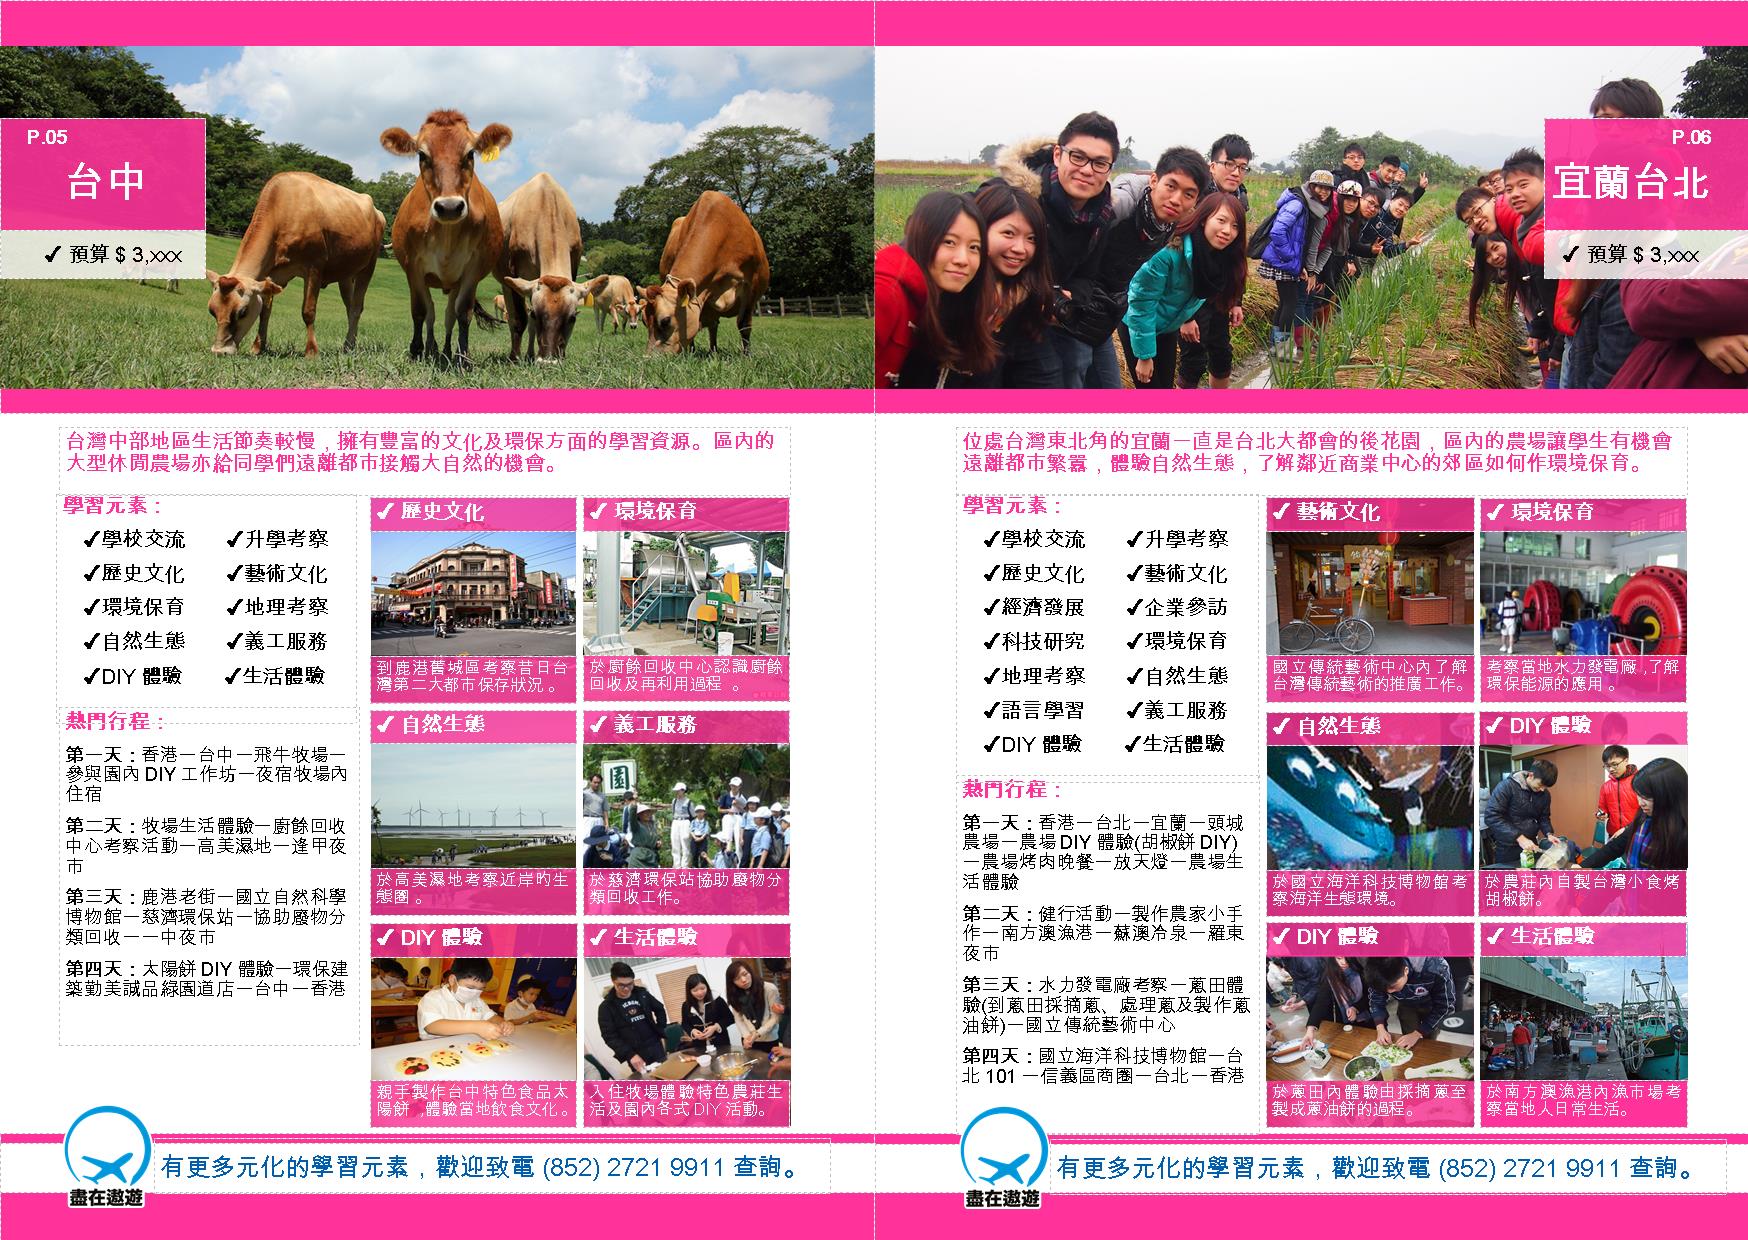 P.05
台中
✔ 預算 $ 3,xxx
台灣中部地區生活節奏較慢，擁有豐富的文化及環保方面的學習資源。區內的
大型休閒農場亦給同學們遠離都市接觸大自然的機會。
學習元素：
✔學校交流 ✔升學考察
✔歷史文化 ✔藝術文化
✔環境保育 ✔地理考察
✔自然生態 ✔義工服務
✔DIY 體驗 ✔生活體驗
熱門行程：
第一天：香港－台中－飛牛牧場－
參與園內 DIY 工作坊－夜宿牧場內
住宿
第二天：牧場生活體驗－廚餘回收
中心考察活動－高美濕地－逢甲夜
市
第三天：鹿港老街－國立自然科學
博物館－慈濟環保站－協助廢物分
類回收－一中夜市
第四天：太陽餅 DIY 體驗－環保建
築勤美誠品綠園道店－台中－香港
✔ 歷史文化
到鹿港舊城區考察昔日台
灣第二大都市保存狀況。
✔ 環境保育
於廚餘回收中心認識廚餘
回收及再利用過程 。
✔ 自然生態
於高美濕地考察近岸的生
態圈 。
✔ 義工服務
園
於慈濟環保站協助廢物分
類回收工作。
✔ DIY 體驗
親手製作台中特色食品太
陽餅 ,體驗當地飲食文化。
✔ 生活體驗
入住牧場體驗特色農莊生
活及園內各式 DIY 活動。
盡在遨遊
有更多元化的學習元素，歡迎致電 (852) 2721 9911 查詢。
P.06
宜蘭台北
✔ 預算 $ 3,xxx
位處台灣東北角的宜蘭一直是台北大都會的後花園，區內的農場讓學生有機會
遠離都市繁囂，體驗自然生態，了解鄰近商業中心的郊區如何作環境保育。
學習元素：
✔學校交流 ✔升學考察
✔歷史文化 ✔藝術文化
✔經濟發展 ✔企業參訪
✔科技研究 ✔環境保育
✔地理考察 ✔自然生態
✔語言學習 ✔義工服務
✔DIY 體驗 ✔生活體驗
熱門行程：
第一天：香港－台北－宜蘭－頭城
農場－農場 DIY 體驗(胡椒餅 DIY)
－農場烤肉晚餐－放天燈－農場生
活體驗
第二天：健行活動－製作農家小手
作－南方澳漁港－蘇澳冷泉－羅東
夜市
第三天：水力發電廠考察－蔥田體
驗(到蔥田採摘蔥、處理蔥及製作蔥
油餅)－國立傳統藝術中心
第四天：國立海洋科技博物館－台
北 101 －信義區商圈－台北－香港
✔ 藝術文化
國立傳統藝術中心內了解
台灣傳統藝術的推廣工作。
✔ 環境保育
考察當地水力發電廠 ,了解
環保能源的應用 。
✔ 自然生態
於國立海洋科技博物館考
察海洋生態環境。
✔ DIY 體驗
於農莊內自製台灣小食烤
胡椒餅。
✔ DIY 體驗
於蔥田內體驗由採摘蔥至
製成蔥油餅的過程。
✔ 生活體驗
於南方澳漁港內漁市場考
察當地人日常生活。
盡在遨遊
有更多元化的學習元素，歡迎致電 (852) 2721 9911 查詢。